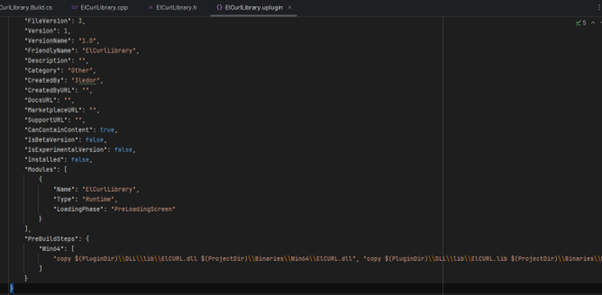 ElCurlLibrary.Build.cs ElCurlLibrary.cpp ElCurlLibrary.h ElCurlLibrary.uplugin
5
"FileVersion": 3,
"Version": 1,
"VersionName": "1.0",
"FriendlyName": "ElCurlLibrary",
"Description": "",
"Category": "Other",
"CreatedBy": "Sledor",
"CreatedByURL": "",
"DocsURL": "",
"MarketplaceURL": "",
"SupportURL": "",
"CanContainContent": true,
"IsBetaVersion": false,
"IsExperimentalVersion": false,
"Installed": false,
"Modules": [
{
"Name": "ElCurlLibrary",
"Type": "Runtime",
"LoadingPhase": "PreLoadingScreen"
}
],
"PreBuildSteps": {
"Win64": [
"copy $(PluginDir)\\DLL\\lib\\ElCURL.dll $(ProjectDir)\\Binaries\\Win64\\ElCURL.dll", "copy $(PluginDir)\\DLL\\lib\\ElCURL.lib $(ProjectDir)\\Binaries\\
]
}
}